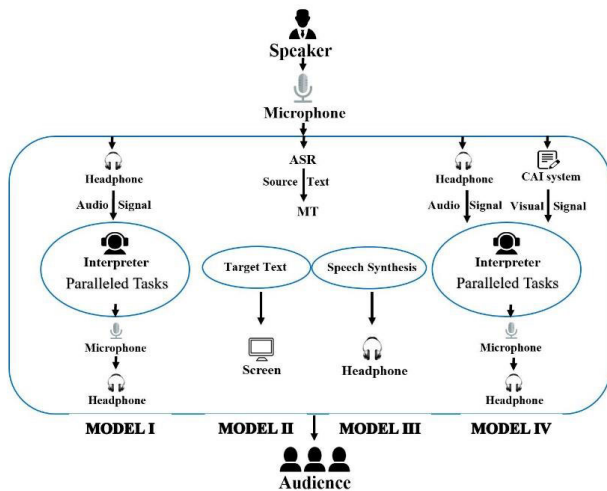 Speaker
Microphone
Headphone
Audio Signal
Interpreter
Paralleled Tasks
Microphone
Headphone
ASR
Source Text
MT
Target Text
Screen
Speech Synthesis
Headphone
Headphone
CAI system
Audio Signal
Visual Signal
Interpreter
Paralleled Tasks
Microphone
Headphone
MODEL I
MODEL II
MODEL III
MODEL IV
Audience